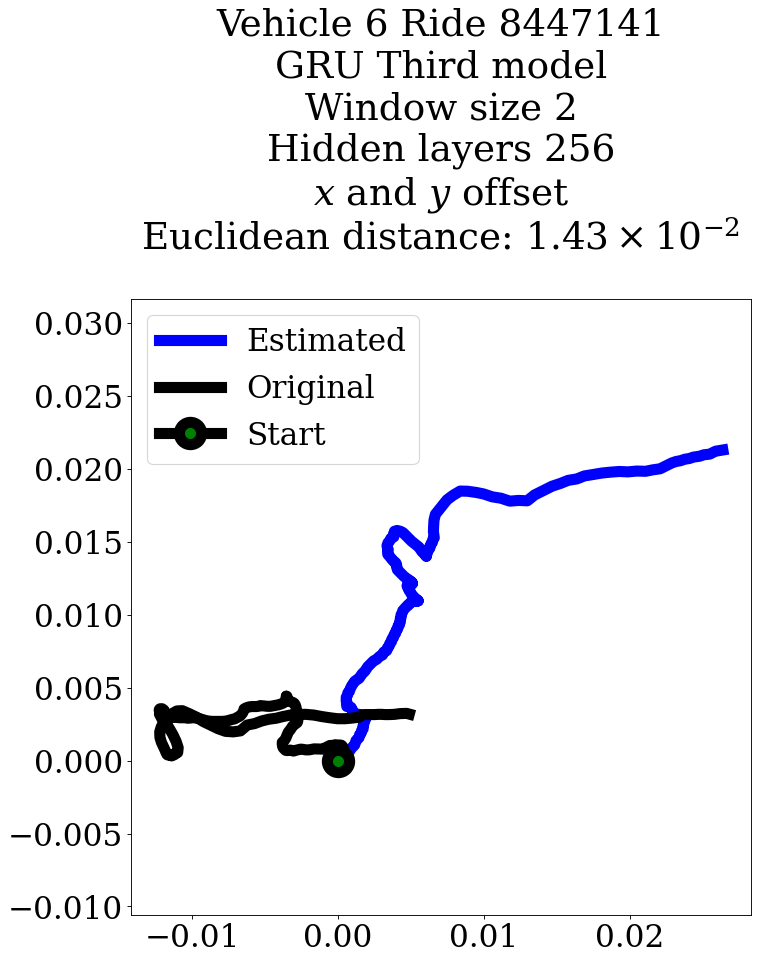 Vehicle 6 Ride 8447141
GRU Third model
Window size 2
Hidden layers 256
x and y offset
Euclidean distance: 1.43 × 10⁻²
Estimated
Original
Start
0.030
0.025
0.020
0.015
0.010
0.005
0.000
−0.005
−0.010
−0.01 0.00 0.01 0.02